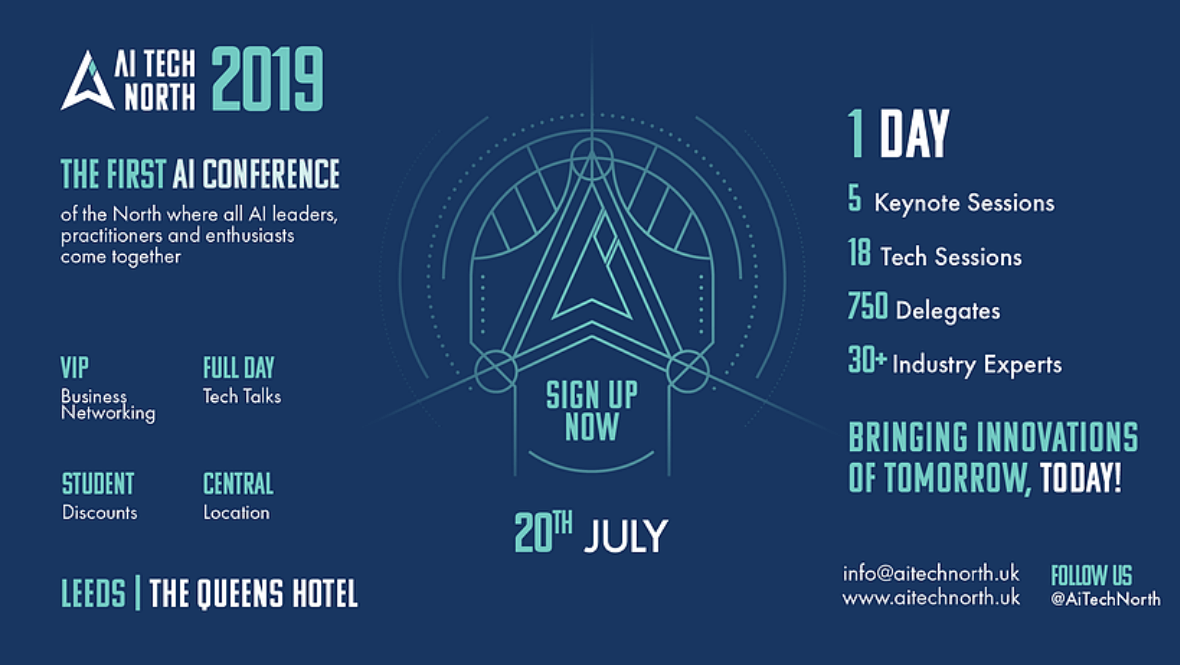 AI TECH
NORTH
2019
THE FIRST AI CONFERENCE
of the North where all AI leaders,
practitioners and enthusiasts
come together
VIP
Business
Networking
FULL DAY
Tech Talks
STUDENT
Discounts
CENTRAL
Location
LEEDS | THE QUEENS HOTEL
SIGN UP
NOW
20TH JULY
1 DAY
5 Keynote Sessions
18 Tech Sessions
750 Delegates
30+ Industry Experts
BRINGING INNOVATIONS
OF TOMORROW, TODAY!
info@aitechnorth.uk
www.aitechnorth.uk
FOLLOW US
@AiTechNorth